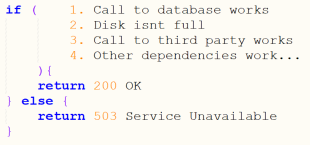 if (    1. Call to database works
        2. Disk isnt full
        3. Call to third party works
        4. Other dependencies work...
    ){
    return 200 OK
} else {
    return 503 Service Unavailable
}